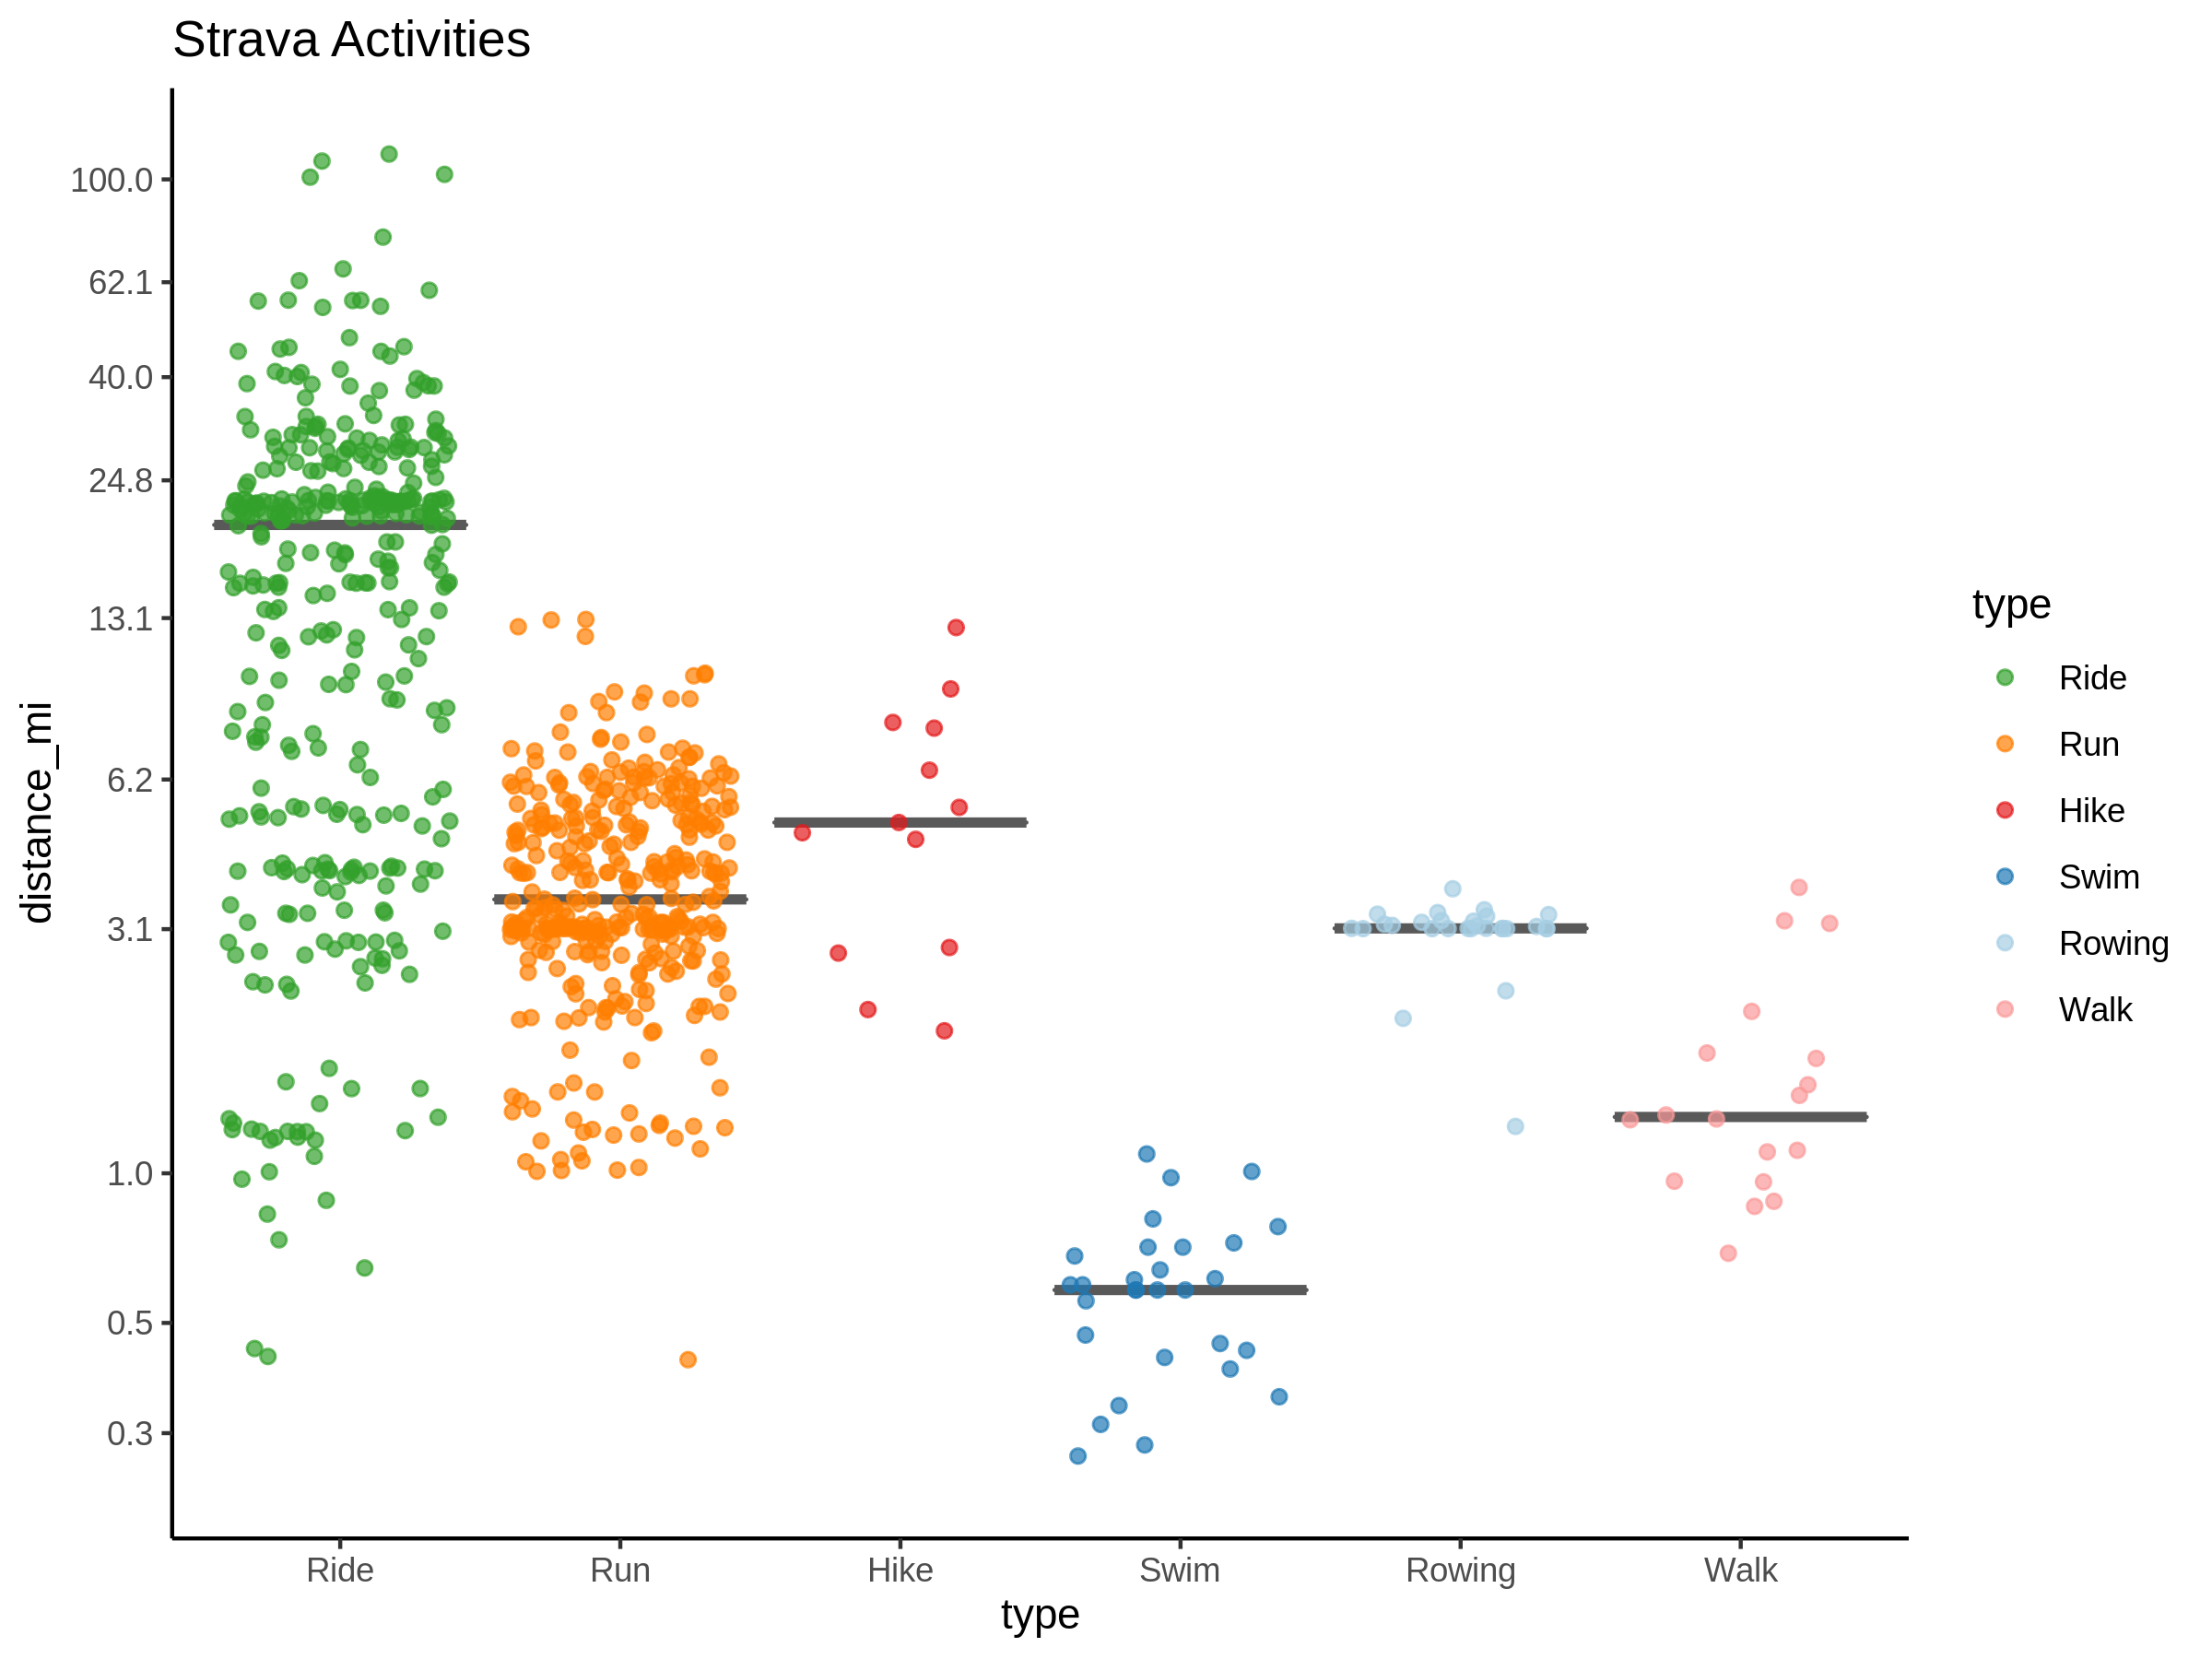 Strava Activities
distance_mi
100.0
62.1
40.0
24.8
13.1
6.2
3.1
1.0
0.5
0.3
Ride
Run
Hike
Swim
Rowing
Walk
type
type
Ride
Run
Hike
Swim
Rowing
Walk